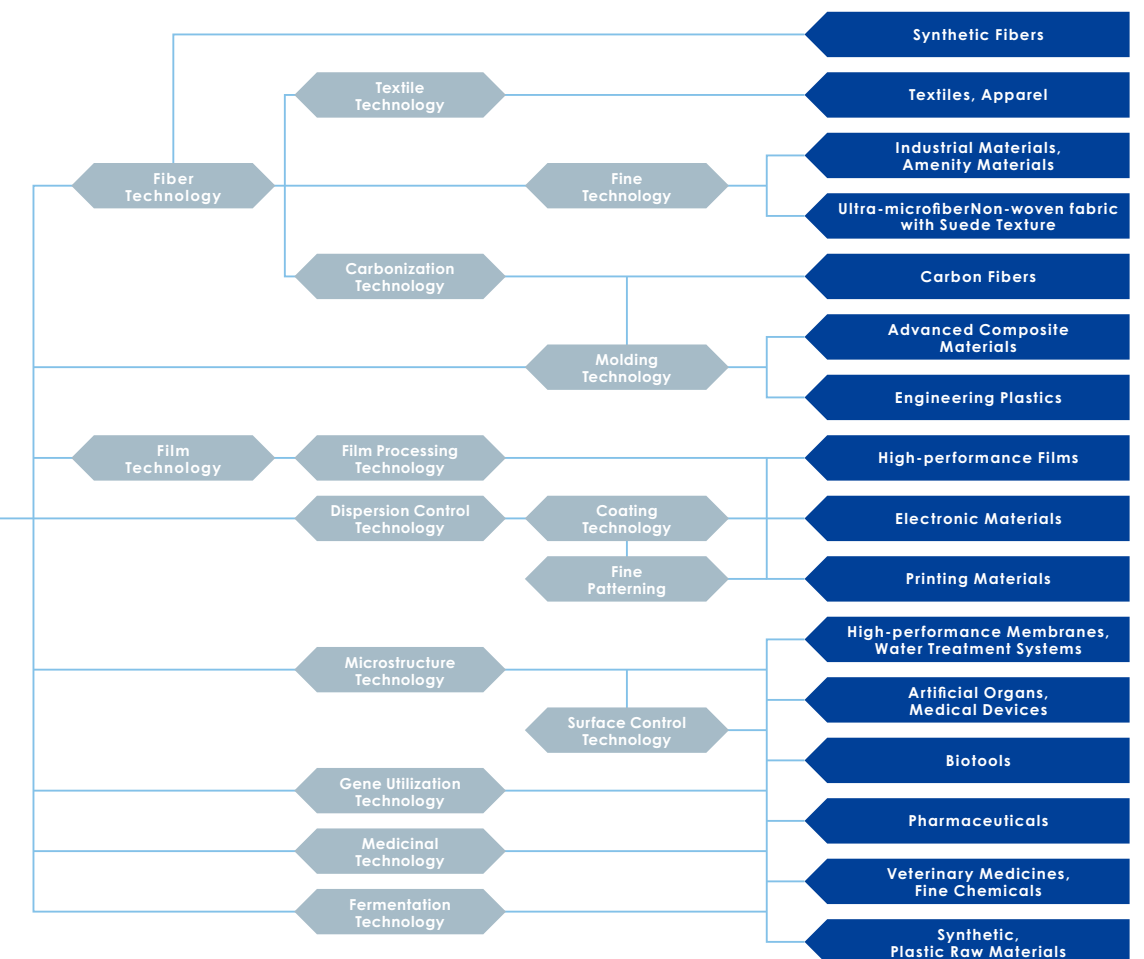 Synthetic Fibers
Textile
Technology
Textiles, Apparel
Industrial Materials,
Amenity Materials
Fiber
Technology
Fine
Technology
Ultra-microfiberNon-woven fabric
with Suede Texture
Carbonization
Technology
Carbon Fibers
Advanced Composite
Materials
Molding
Technology
Engineering Plastics
Film
Technology
Film Processing
Technology
High-performance Films
Dispersion Control
Technology
Coating
Technology
Electronic Materials
Fine
Patterning
Printing Materials
High-performance Membranes,
Water Treatment Systems
Microstructure
Technology
Artificial Organs,
Medical Devices
Surface Control
Technology
Biotools
Gene Utilization
Technology
Pharmaceuticals
Medicinal
Technology
Veterinary Medicines,
Fine Chemicals
Fermentation
Technology
Synthetic,
Plastic Raw Materials